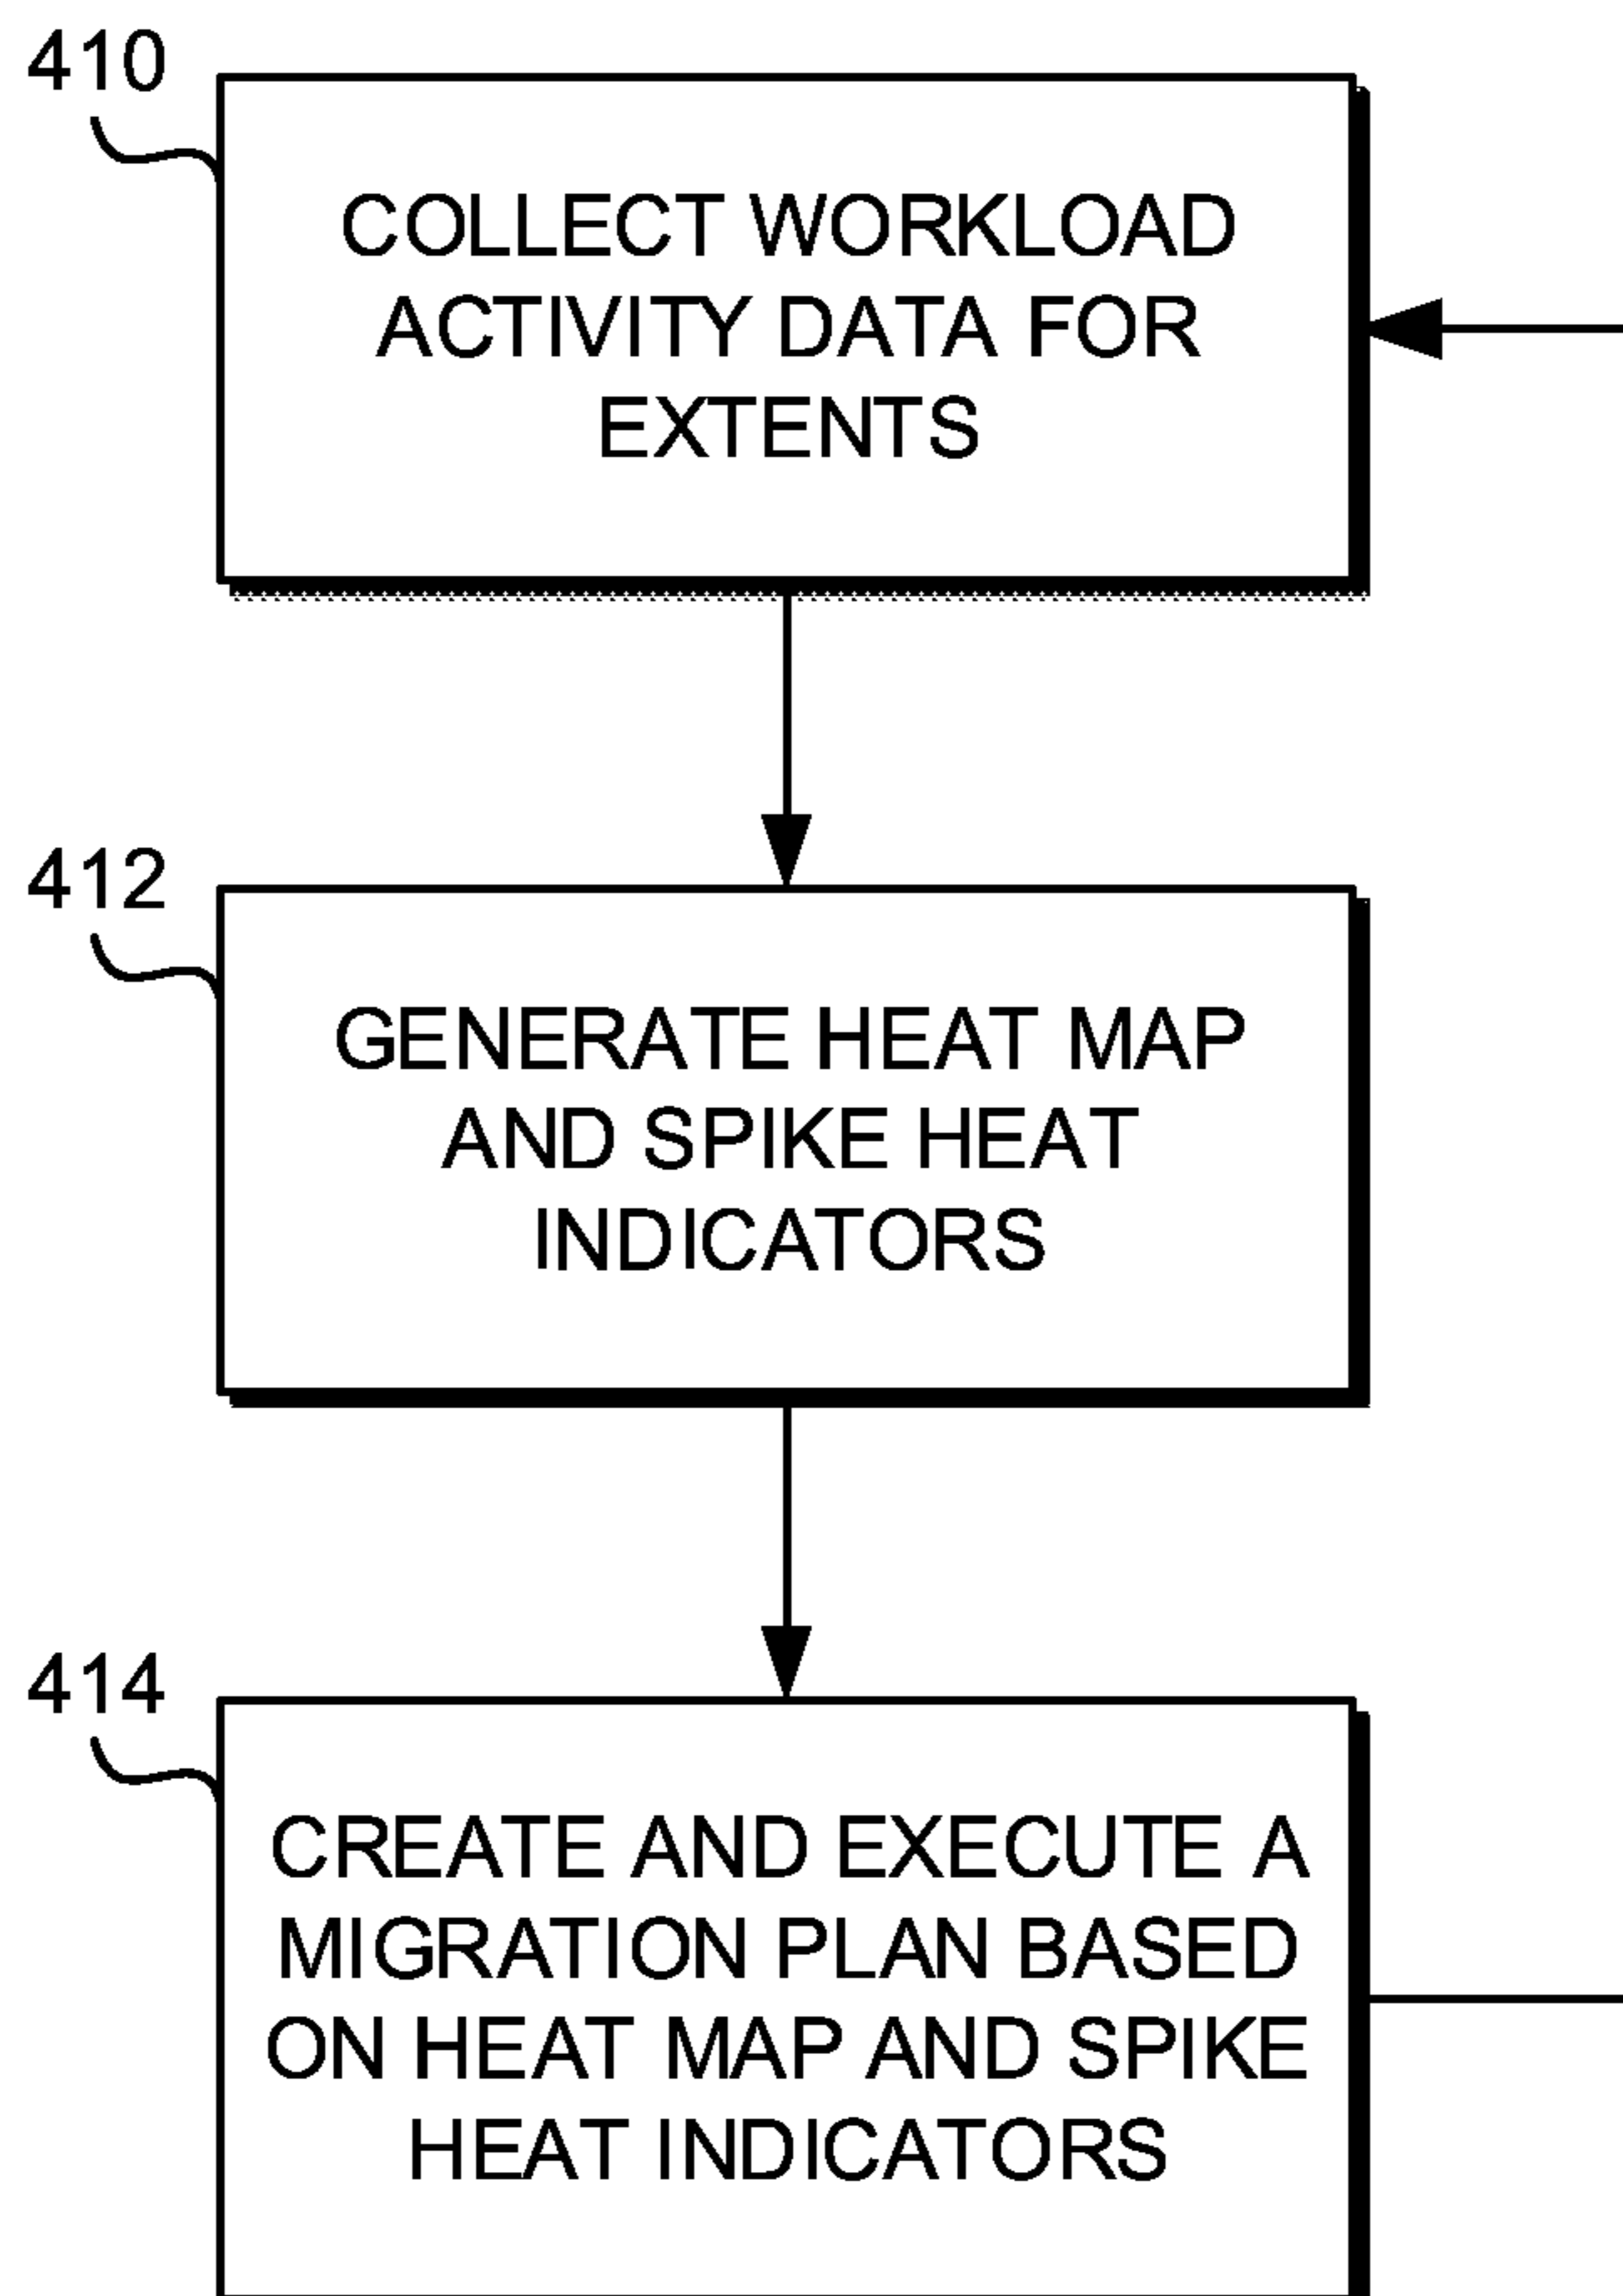 410
COLLECT WORKLOAD
ACTIVITY DATA FOR
EXTENTS
412
GENERATE HEAT MAP
AND SPIKE HEAT
INDICATORS
414
CREATE AND EXECUTE A
MIGRATION PLAN BASED
ON HEAT MAP AND SPIKE
HEAT INDICATORS